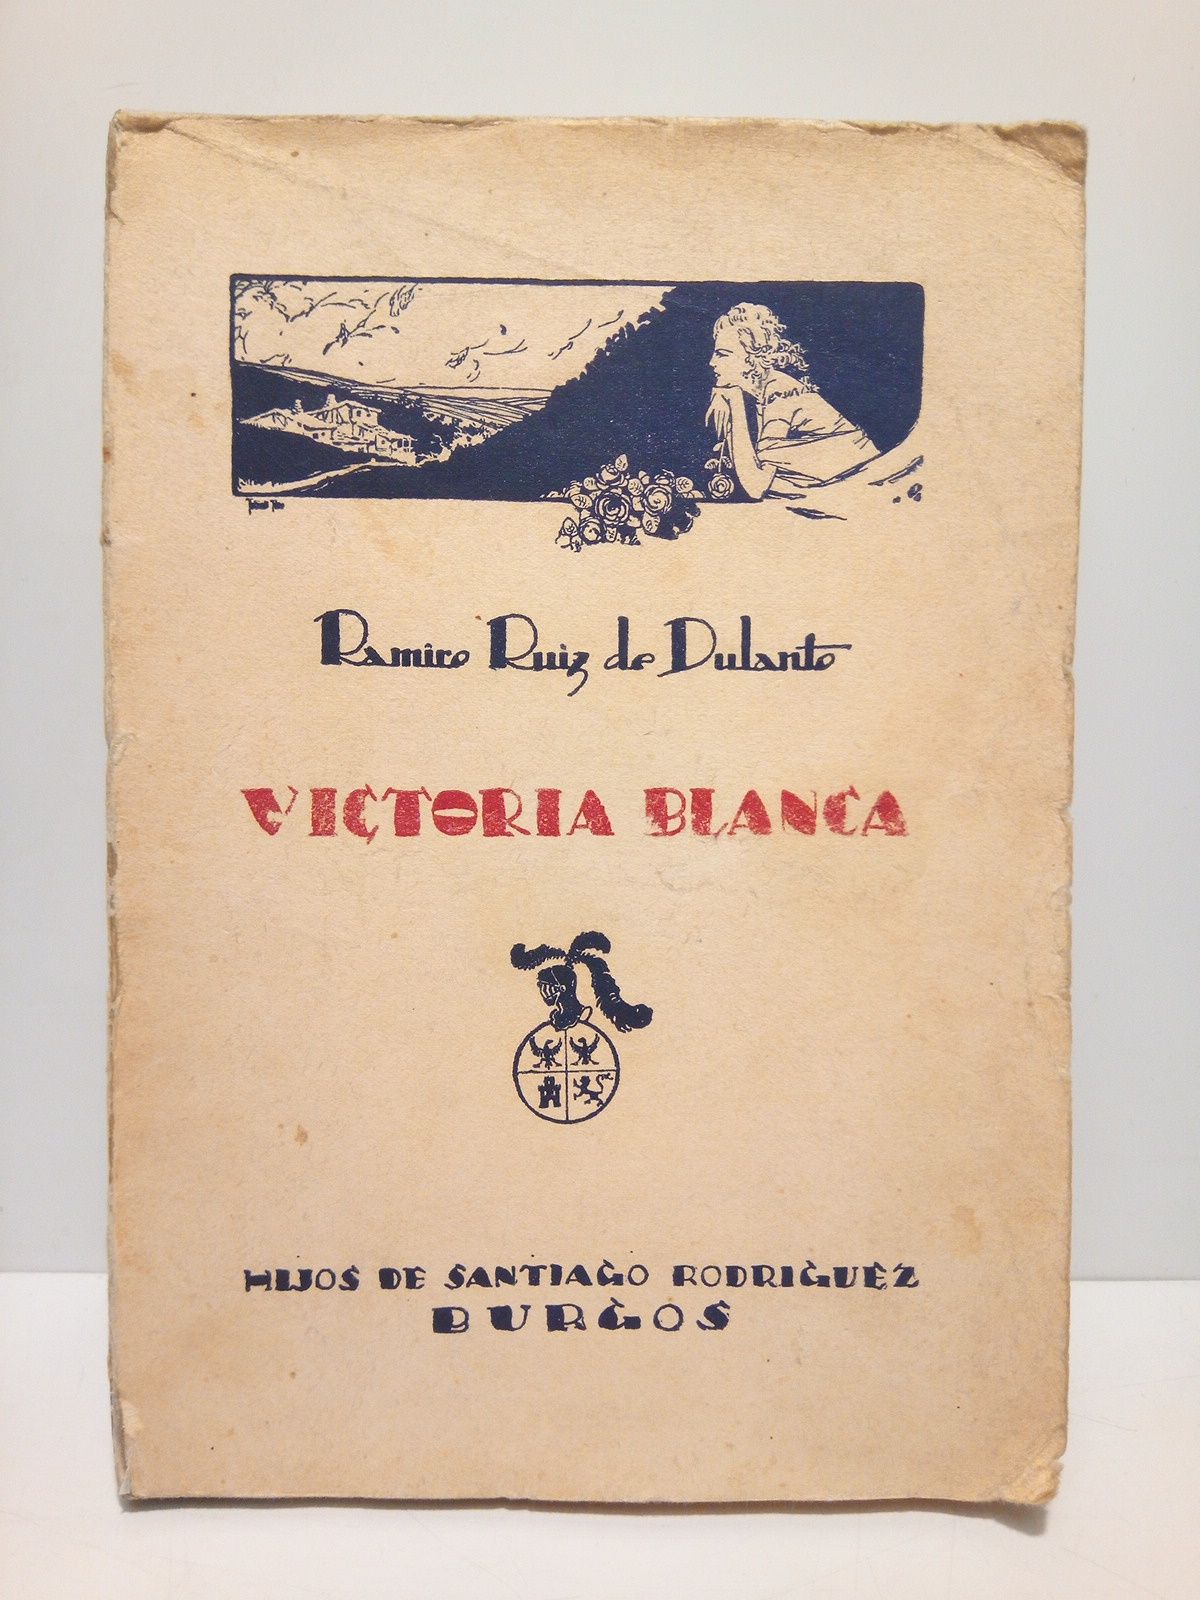 Ramiro Ruiz de Dulanto
VICTORIA BLANCA
HIJOS DE SANTIAGO RODRIGUEZ
BURGOS